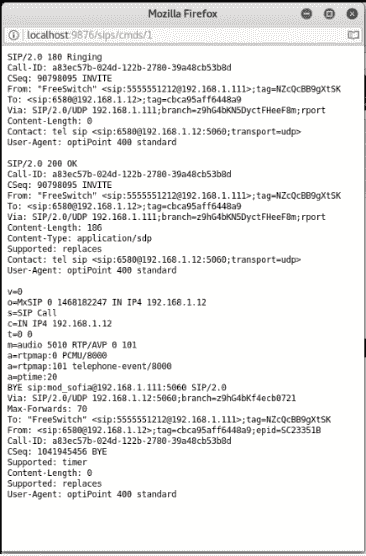 Mozilla Firefox
localhost:9876/sips/cmds/1
SIP/2.0 180 Ringing
Call-ID: a83ec57b-024d-122b-2780-39a48cb53b8d
CSeq: 90798095 INVITE
From: "FreeSwitch" <sip:5555551212@192.168.1.111>;tag=NZcQcBB9gXtSK
To: <sip:6580@192.168.1.12>;tag=cbca95aff6448a9
Via: SIP/2.0/UDP 192.168.1.111;branch=z9hG4bKN5DyctFHeeF8m;rport
Content-Length: 0
Contact: tel sip <sip:6580@192.168.1.12:5060;transport=udp>
User-Agent: optiPoint 400 standard
SIP/2.0 200 OK
Call-ID: a83ec57b-024d-122b-2780-39a48cb53b8d
CSeq: 90798095 INVITE
From: "FreeSwitch" <sip:5555551212@192.168.1.111>;tag=NZcQcBB9gXtSK
To: <sip:6580@192.168.1.12>;tag=cbca95aff6448a9
Via: SIP/2.0/UDP 192.168.1.111;branch=z9hG4bKN5DyctFHeeF8m;rport
Content-Length: 186
Content-Type: application/sdp
Supported: replaces
Contact: tel sip <sip:6580@192.168.1.12:5060;transport=udp>
User-Agent: optiPoint 400 standard
v=0
o=MxSIP 0 1468182247 IN IP4 192.168.1.12
s=SIP Call
c=IN IP4 192.168.1.12
t=0 0
m=audio 5010 RTP/AVP 0 101
a=rtpmap:0 PCMU/8000
a=rtpmap:101 telephone-event/8000
a=ptime:20
BYE sip:mod_sofia@192.168.1.111:5060 SIP/2.0
Via: SIP/2.0/UDP 192.168.1.12:5060;branch=z9hG4bKf4ecb0721
Max-Forwards: 70
To: "FreeSwitch" <sip:5555551212@192.168.1.111>;tag=NZcQcBB9gXtSK
From: <sip:6580@192.168.1.12>;tag=cbca95aff6448a9;epid=SC23351B
Call-ID: a83ec57b-024d-122b-2780-39a48cb53b8d
CSeq: 1041945456 BYE
Supported: timer
Content-Length: 0
Supported: replaces
User-Agent: optiPoint 400 standard